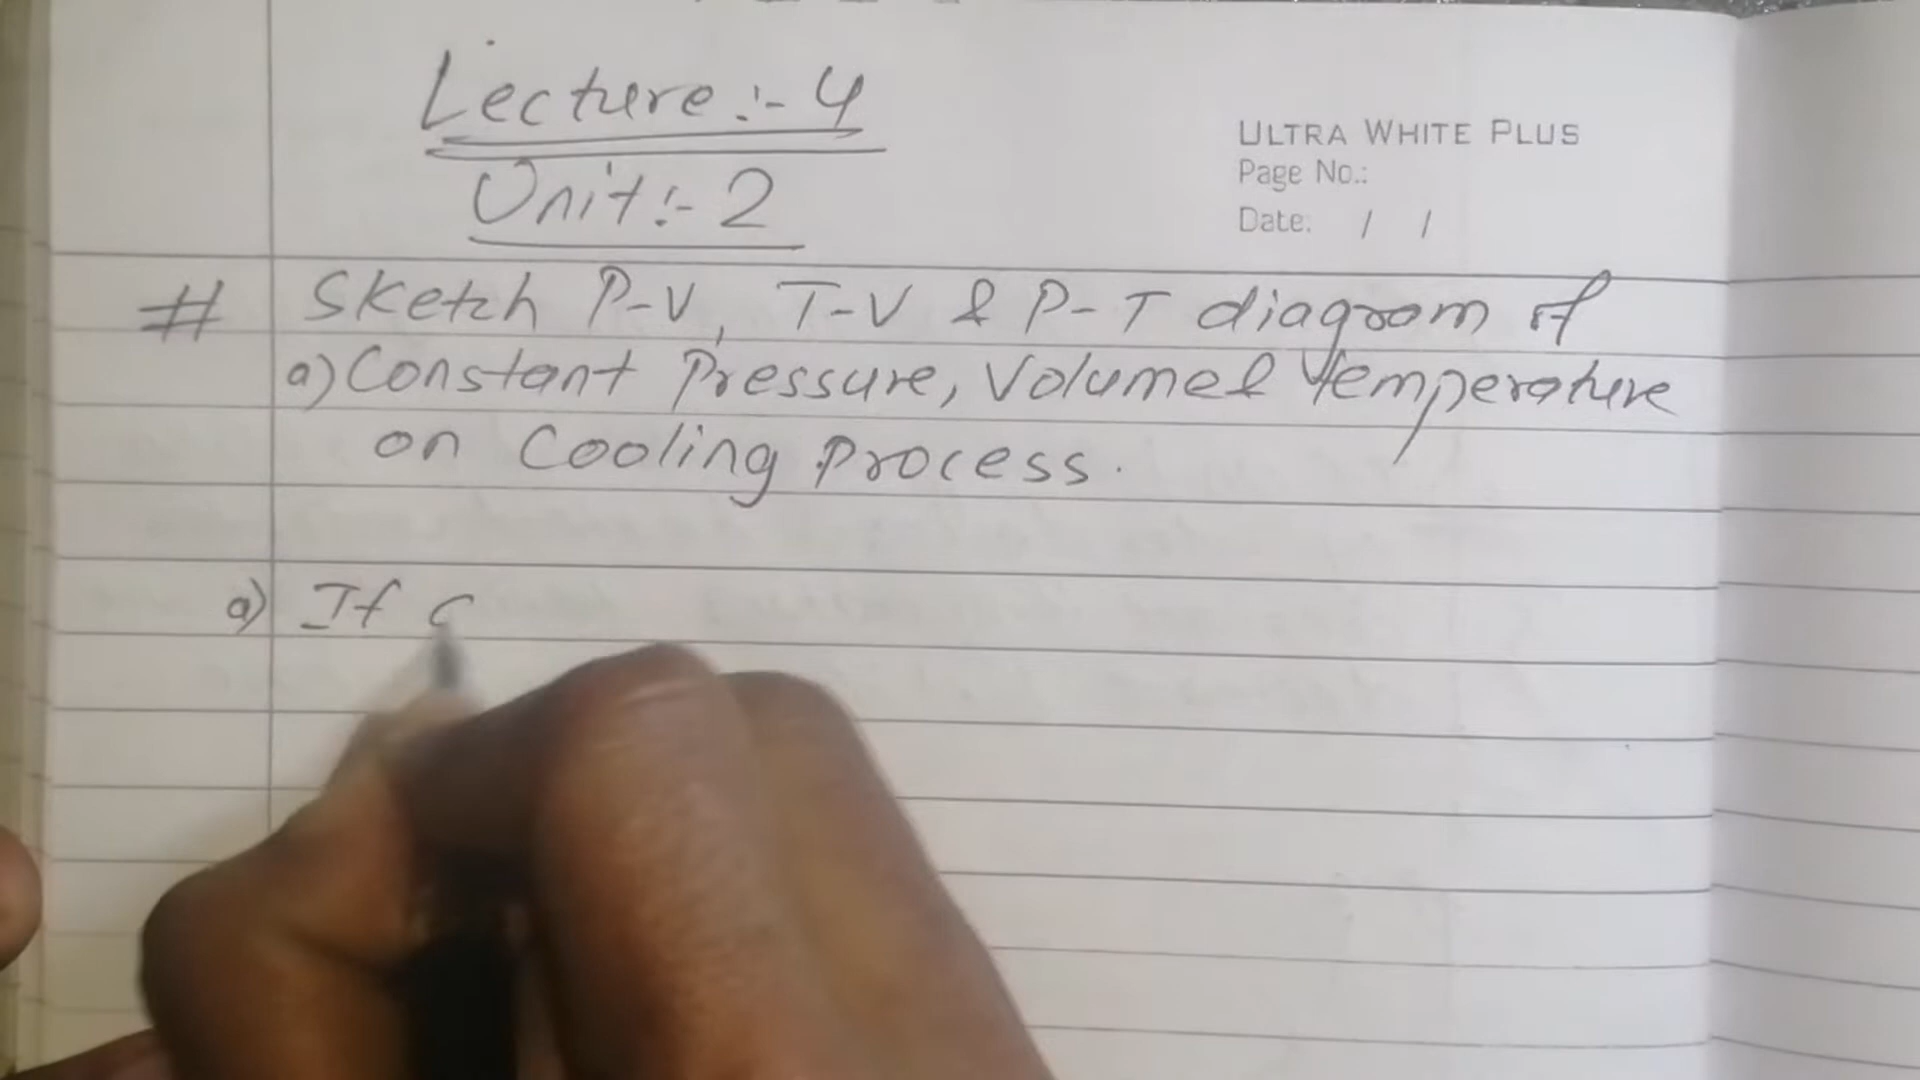 Lecture:- 4
Unit:- 2
ULTRA WHITE PLUS
Page No.:
Date: / /
# Sketch P-V, T-V & P-T diagram of
a) Constant Pressure, Volume & Temperature
on Cooling Process.
a) If C